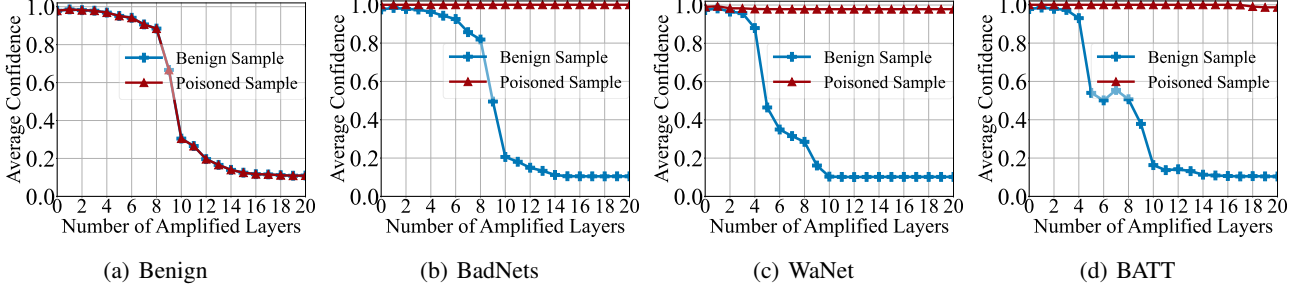 Average Confidence
1.0
0.8
0.6
0.4
0.2
0.0
Benign Sample
Poisoned Sample
0 2 4 6 8 10 12 14 16 18 20
Number of Amplified Layers
(a) Benign
Average Confidence
1.0
0.8
0.6
0.4
0.2
0.0
Benign Sample
Poisoned Sample
0 2 4 6 8 10 12 14 16 18 20
Number of Amplified Layers
(b) BadNets
Average Confidence
1.0
0.8
0.6
0.4
0.2
0.0
Benign Sample
Poisoned Sample
0 2 4 6 8 10 12 14 16 18 20
Number of Amplified Layers
(c) WaNet
Average Confidence
1.0
0.8
0.6
0.4
0.2
0.0
Benign Sample
Poisoned Sample
0 2 4 6 8 10 12 14 16 18 20
Number of Amplified Layers
(d) BATT